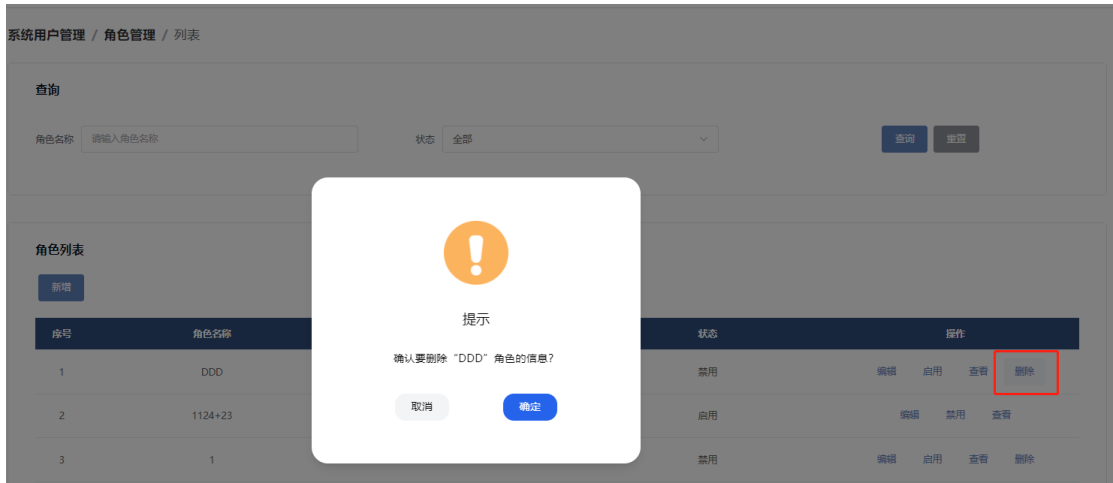 系统用户管理 / 角色管理 / 列表
查询
角色名称 请输入角色名称 状态 全部 查询 重置
角色列表
新增
提示
确认要删除“DDD”角色的信息?
取消 确定
序号 角色名称 状态 操作
1 DDD 禁用 编辑 启用 查看 删除
2 1124+23 启用 编辑 禁用 查看
3 1 禁用 编辑 启用 查看 删除